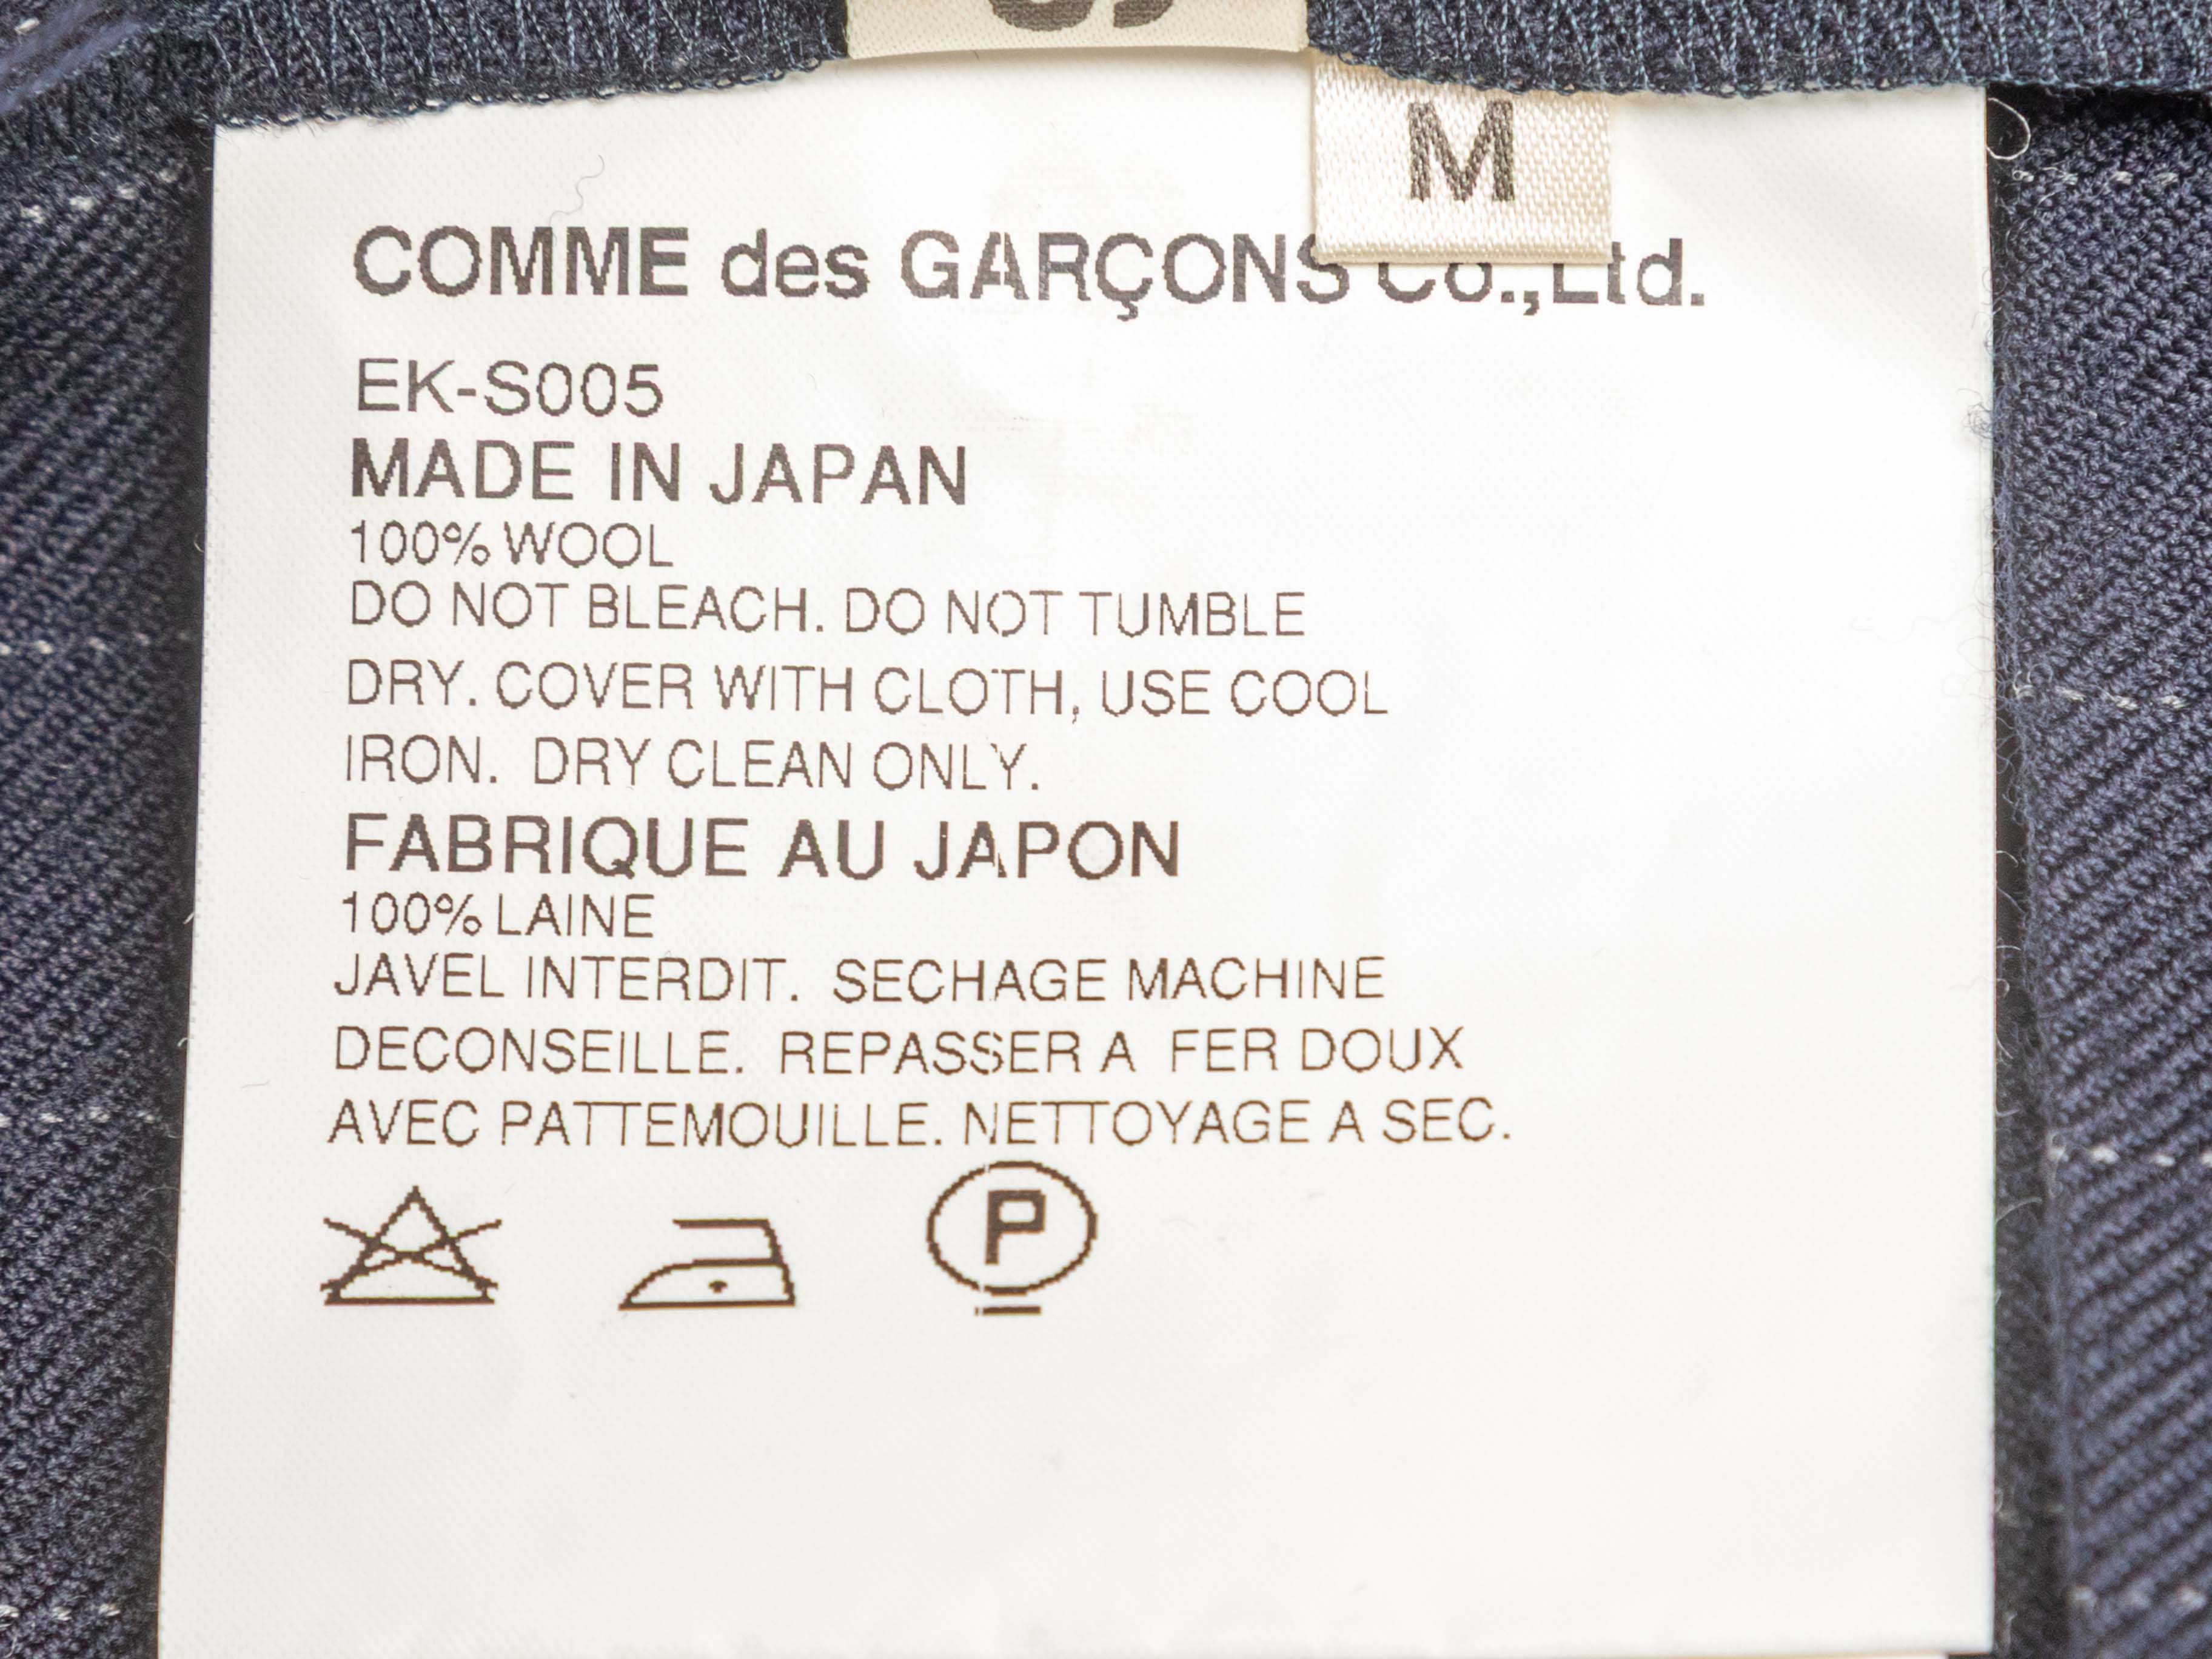 M
COMME des GARÇONS Co.,Ltd.
EK-S005
MADE IN JAPAN
100% WOOL
DO NOT BLEACH. DO NOT TUMBLE
DRY. COVER WITH CLOTH, USE COOL
IRON. DRY CLEAN ONLY.
FABRIQUE AU JAPON
100% LAINE
JAVEL INTERDIT. SECHAGE MACHINE
DECONSEILLE. REPASSER A FER DOUX
AVEC PATTEMOUILLE. NETTOYAGE A SEC.
P